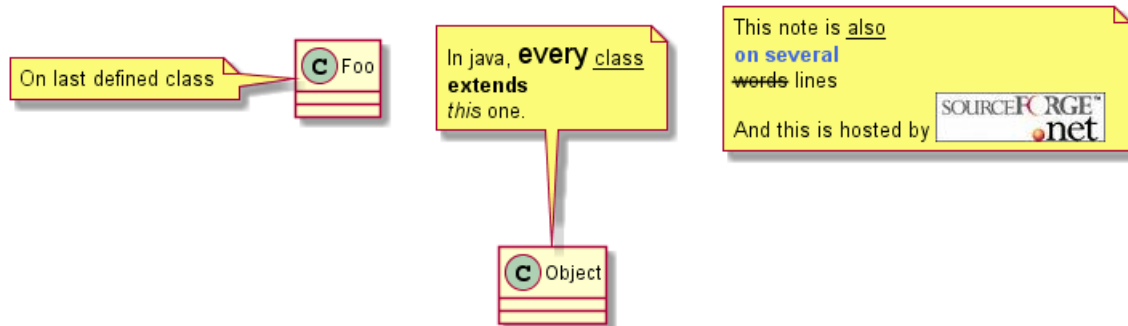 On last defined class
C Foo
In java, every class
extends
this one.
C Object
This note is also
on several
words lines
And this is hosted by SOURCEFORGE™
.net